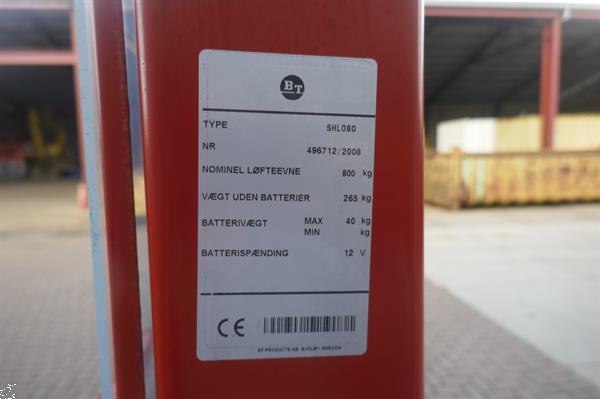 BT
TYPE SHL080
NR 496712/2008
NOMINEL LØFTEEVNE 800 kg
VÆGT UDEN BATTERIER 265 kg
BATTERIVÆGT MAX 40 kg
MIN kg
BATTERISPÆNDING 12 V
CE
BT PRODUCTS AB MJÖLBY SWEDEN